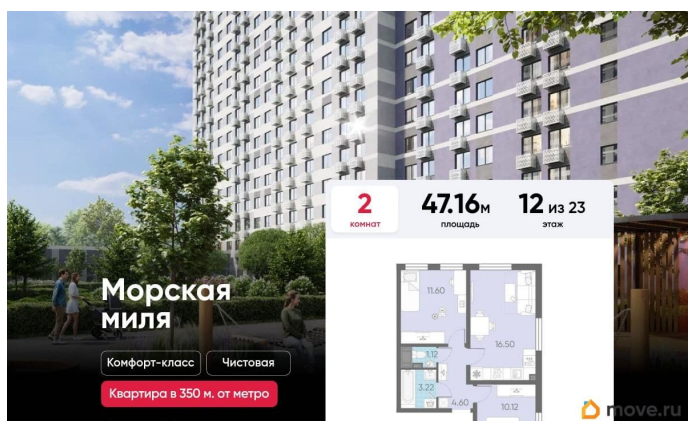 2
комнат
47.16м
площадь
12 из 23
этаж
Морская
миля
Комфорт-класс
Чистовая
Квартира в 350 м. от метро
11.60
16.50
1.12
3.22
4.60
10.12
move.ru